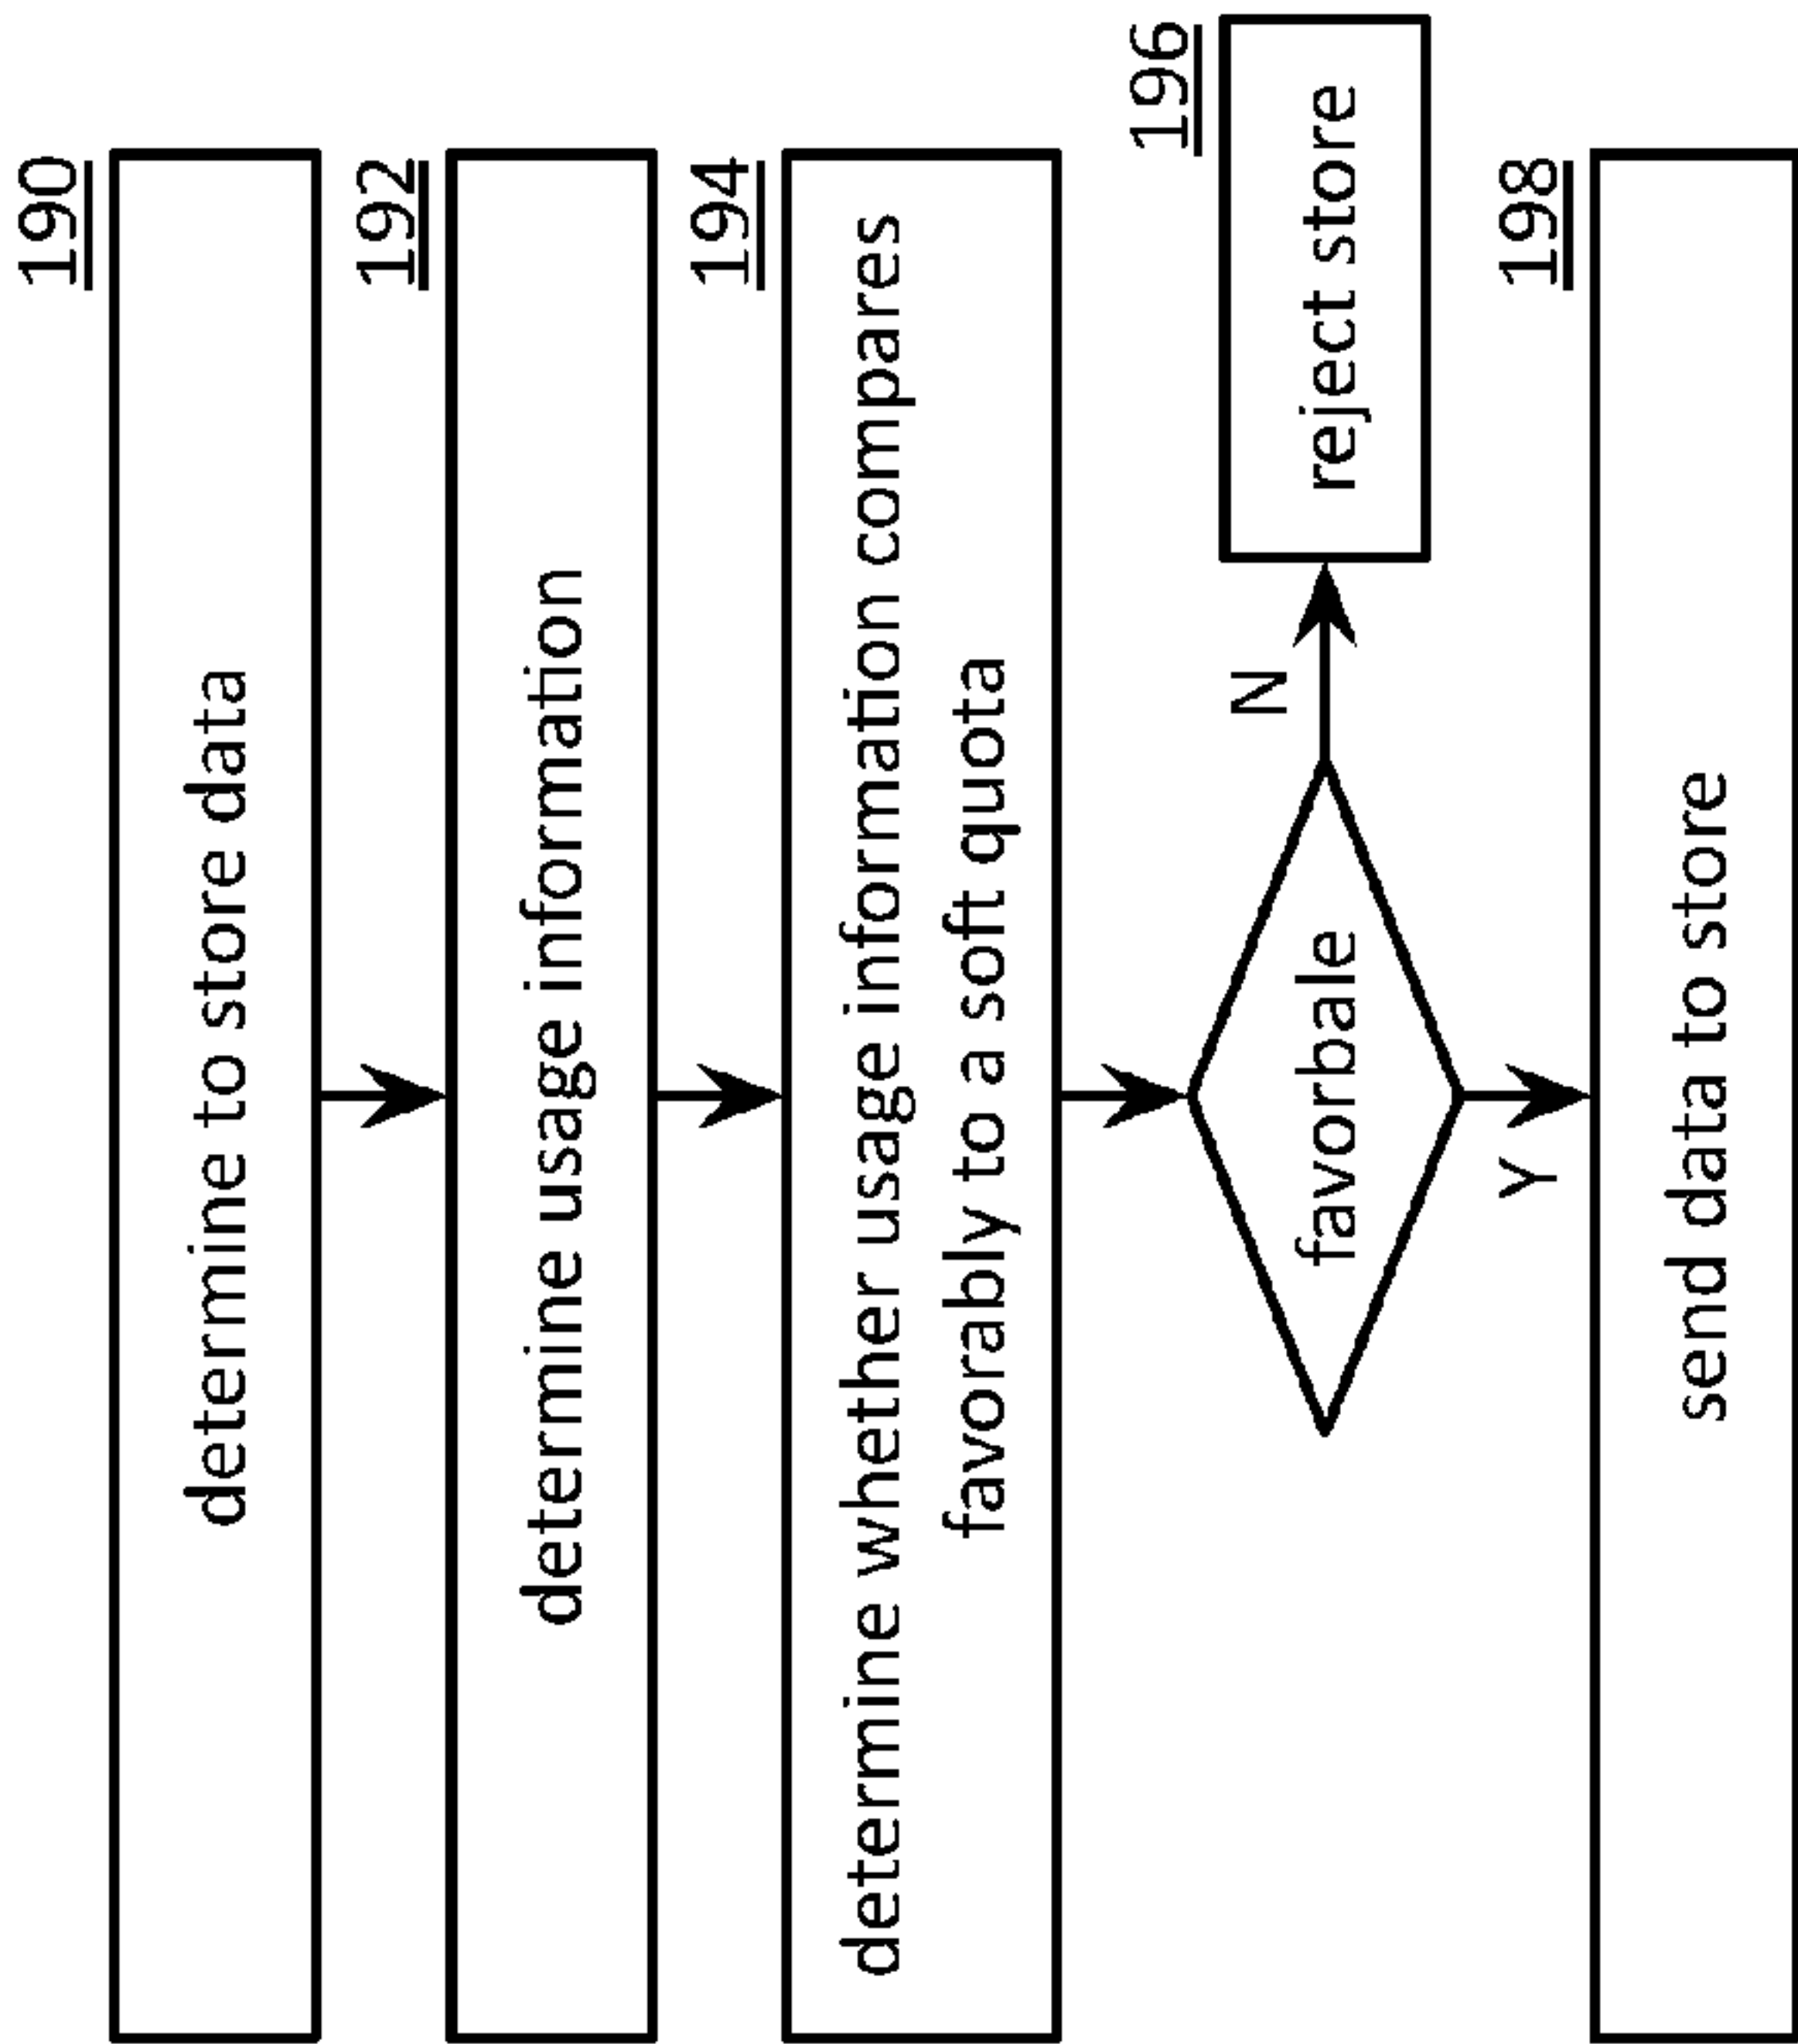 190
determine to store data
192
determine usage information
194
determine whether usage information compares
favorably to a soft quota
favorbale
N
196
reject store
Y
198
send data to store